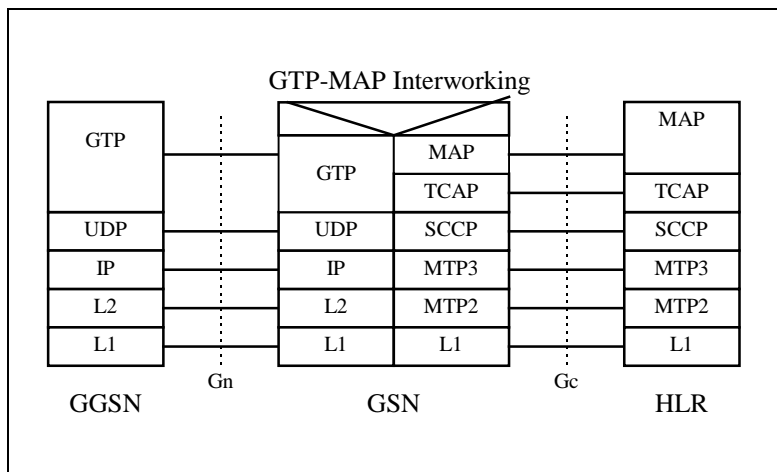 GTP-MAP Interworking
GTP
MAP
MAP
GTP
TCAP
TCAP
UDP
UDP
SCCP
SCCP
IP
IP
MTP3
MTP3
L2
L2
MTP2
MTP2
L1
L1
L1
L1
Gn
Gc
GGSN
GSN
HLR